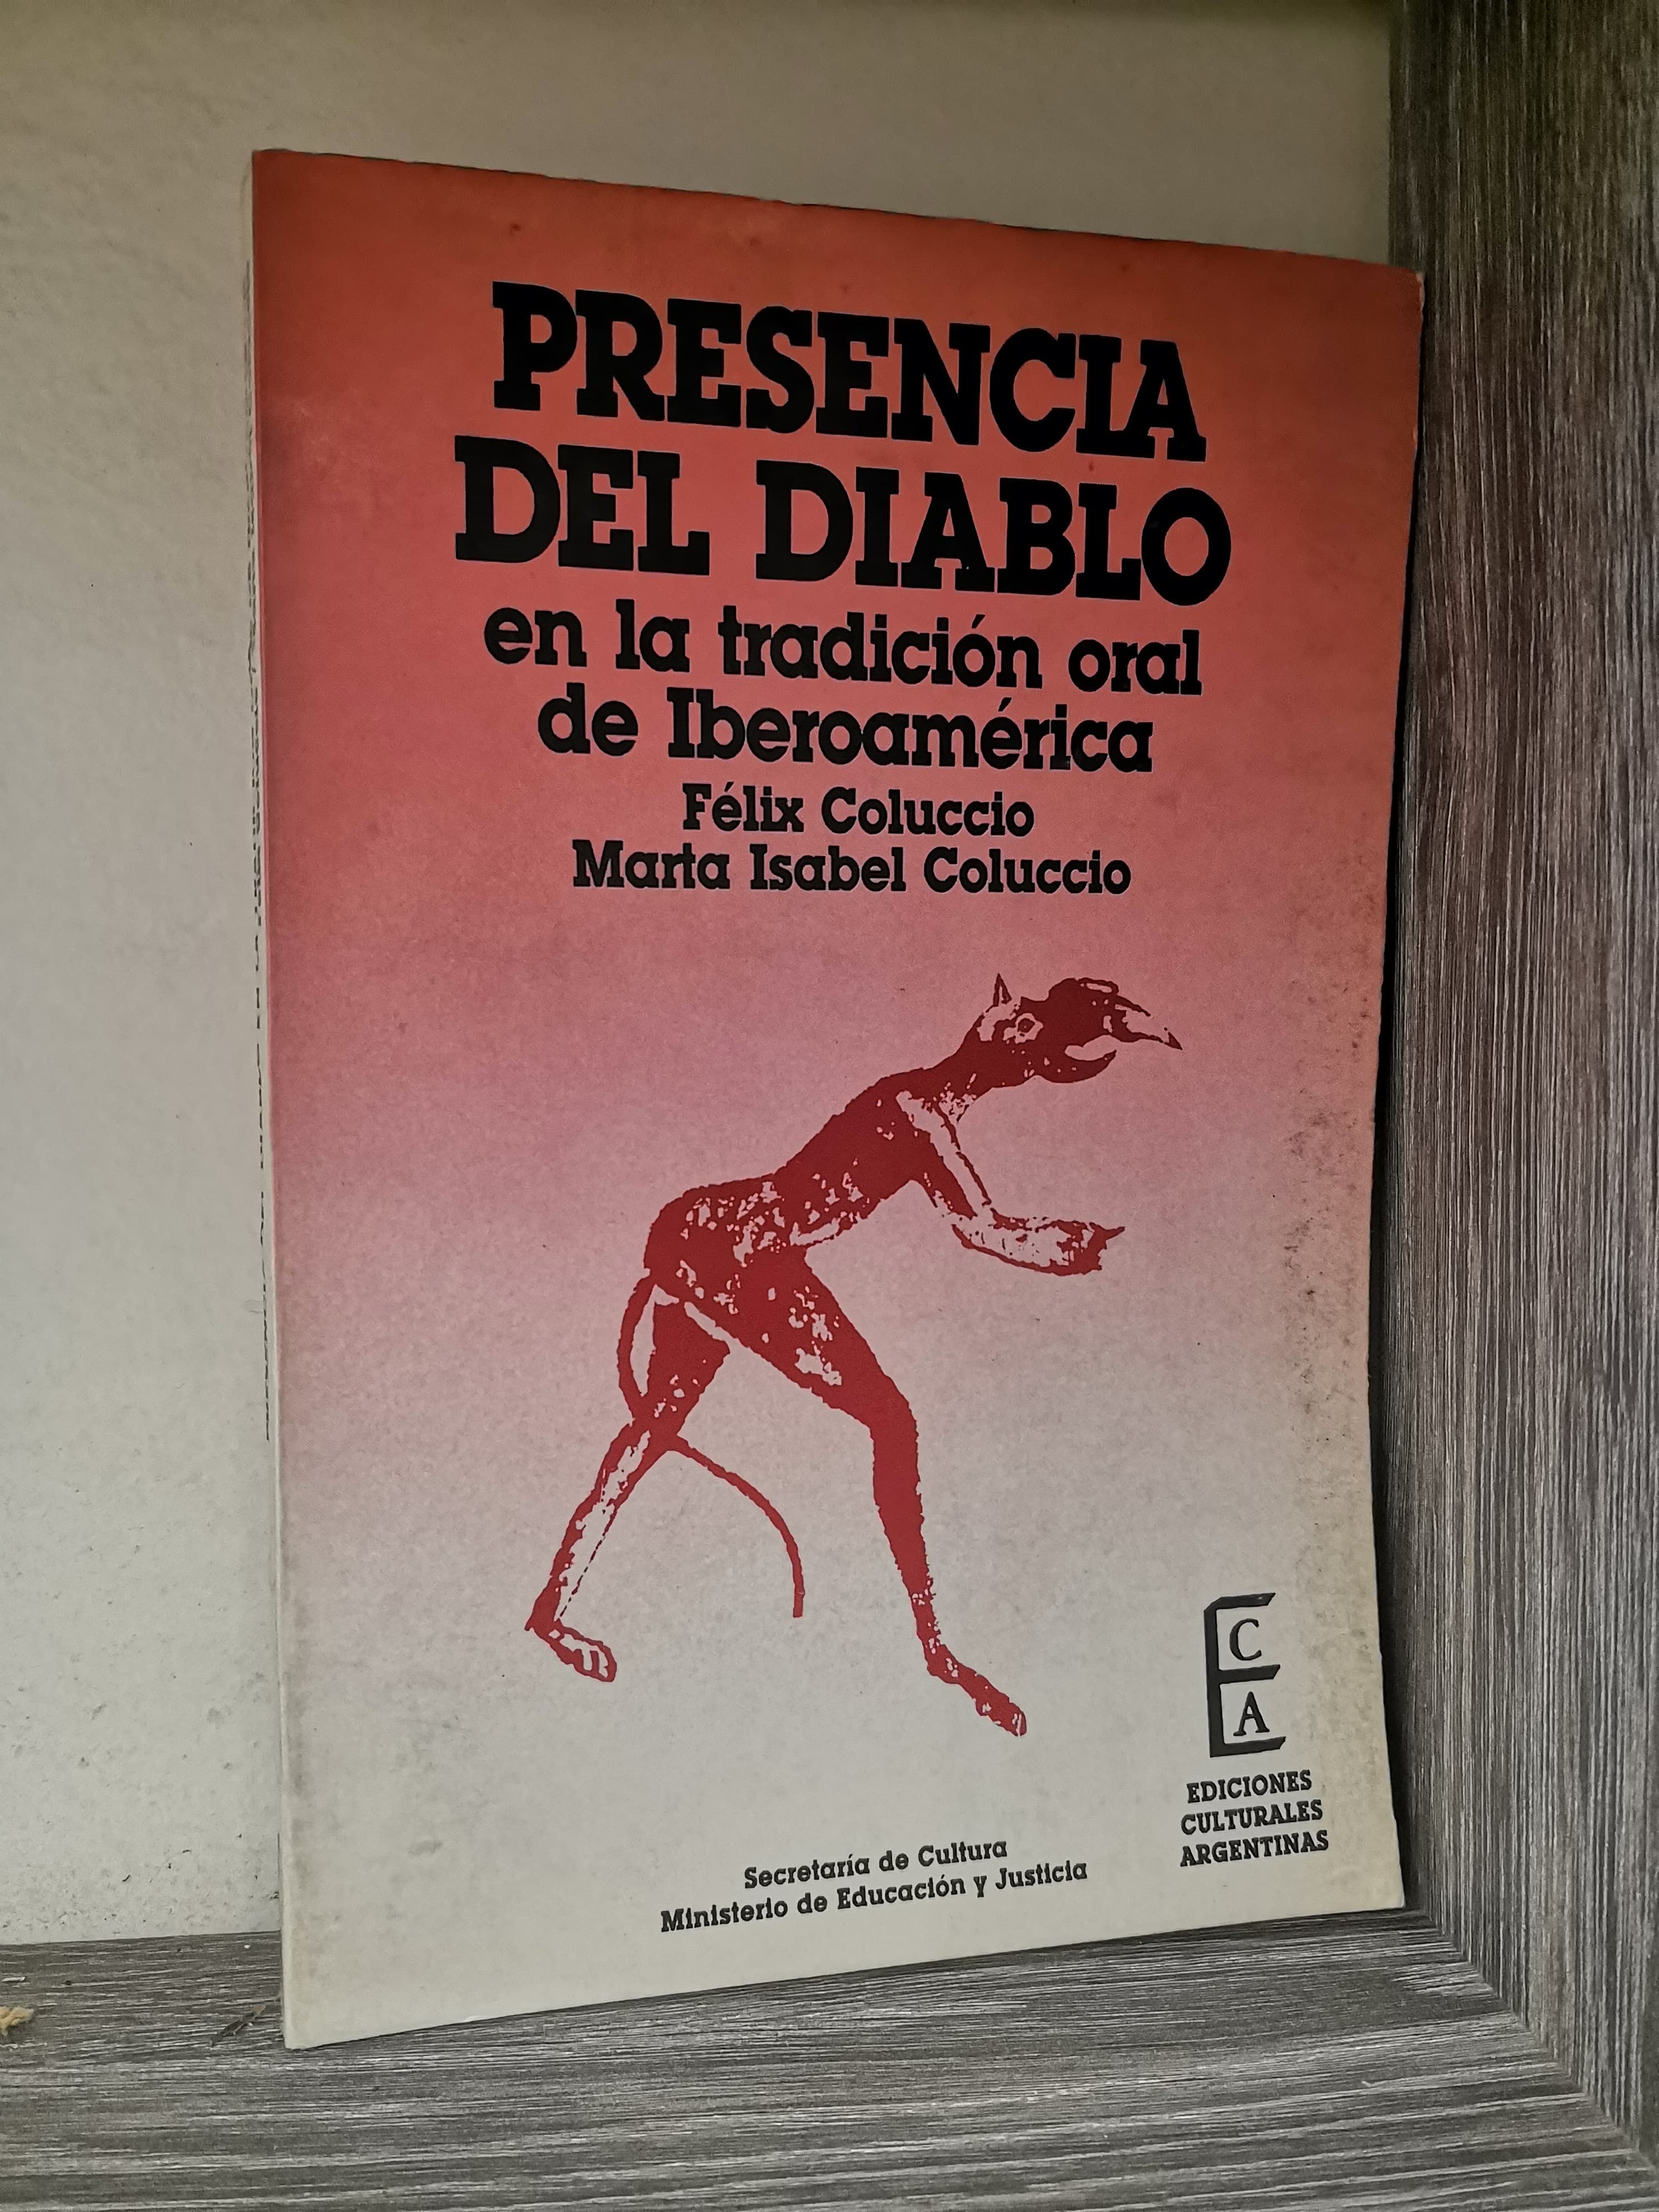 PRESENCIA
DEL DIABLO
en la tradición oral
de Iberoamérica
Félix Coluccio
Marta Isabel Coluccio
C
A
EDICIONES
CULTURALES
ARGENTINAS
Secretaría de Cultura
Ministerio de Educación y Justicia